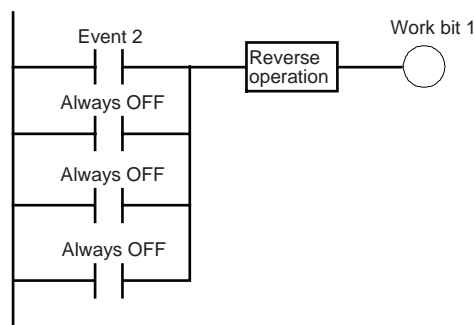 Work bit 1
Event 2
Reverse
operation
Always OFF
Always OFF
Always OFF